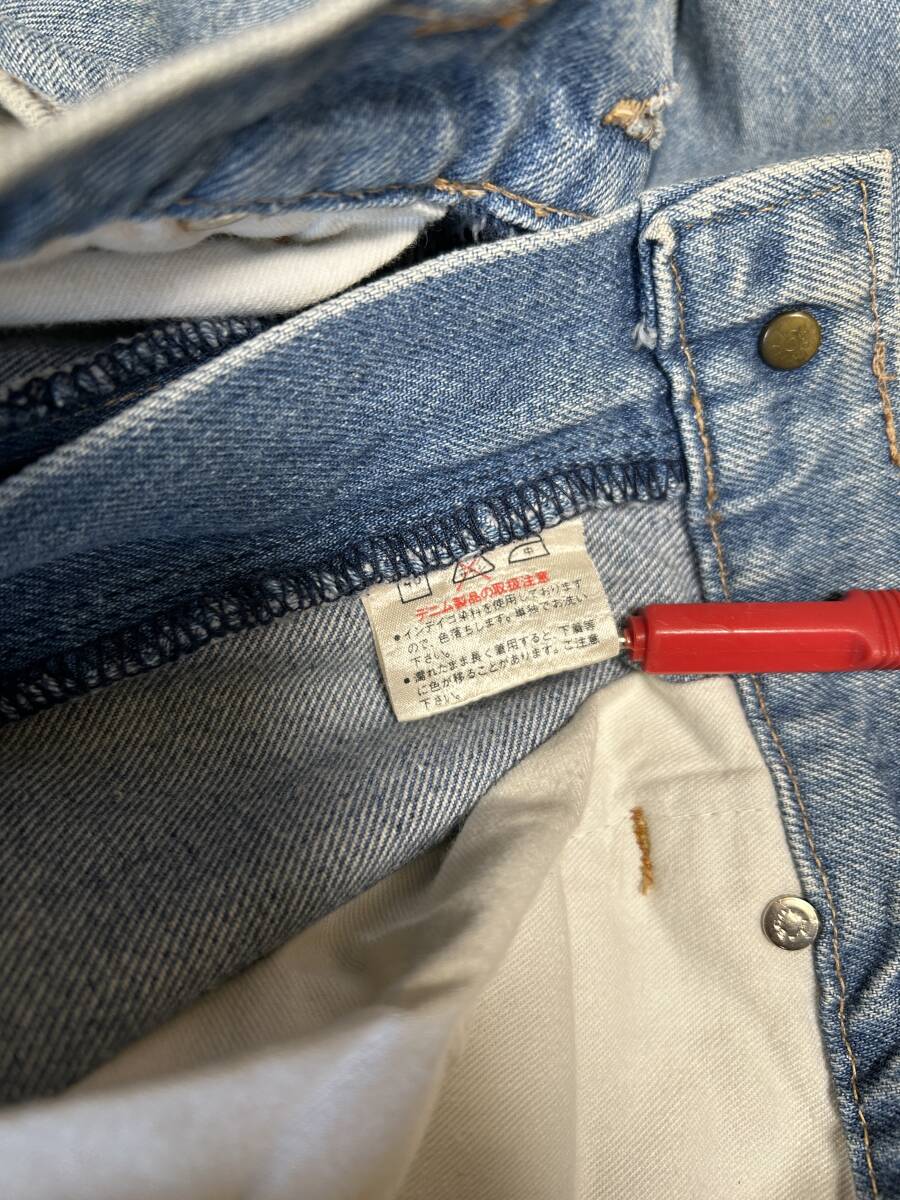 中
デニム製品の取扱注意
●インデイゴ染料を使用しております
ので、色落ちします。単独でお洗い
下さい。
●濡れたまま長く着用すると、下着等
に色が移ることがあります。ご注意
下さい。